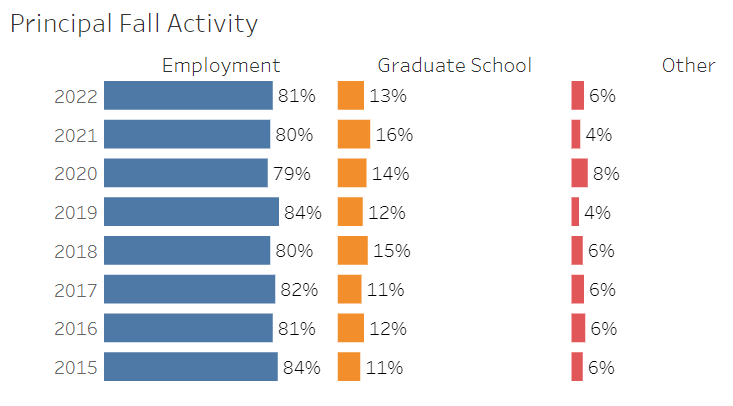 Principal Fall Activity
Employment Graduate School Other
2022 81% 13% 6%
2021 80% 16% 4%
2020 79% 14% 8%
2019 84% 12% 4%
2018 80% 15% 6%
2017 82% 11% 6%
2016 81% 12% 6%
2015 84% 11% 6%